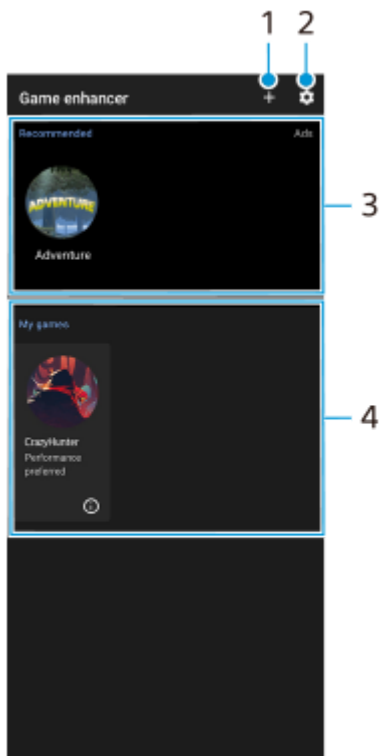 1 2
Game enhancer +
Recommended Ads
ADVENTURE
Adventure
3
My games
CrazyHunter
Performance
preferred
4